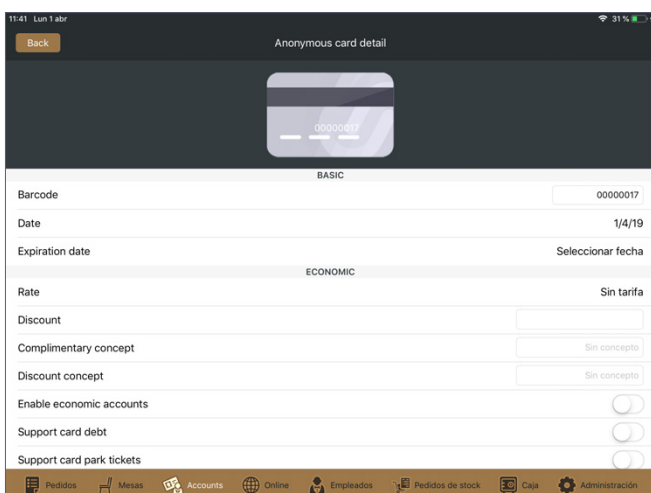 11:41 Lun 1 abr 31 %
Back Anonymous card detail
00000017
BASIC
Barcode 00000017
Date 1/4/19
Expiration date Seleccionar fecha
ECONOMIC
Rate Sin tarifa
Discount
Complimentary concept Sin concepto
Discount concept Sin concepto
Enable economic accounts
Support card debt
Support card park tickets
Pedidos Mesas Accounts Online Empleados Pedidos de stock Caja Administración